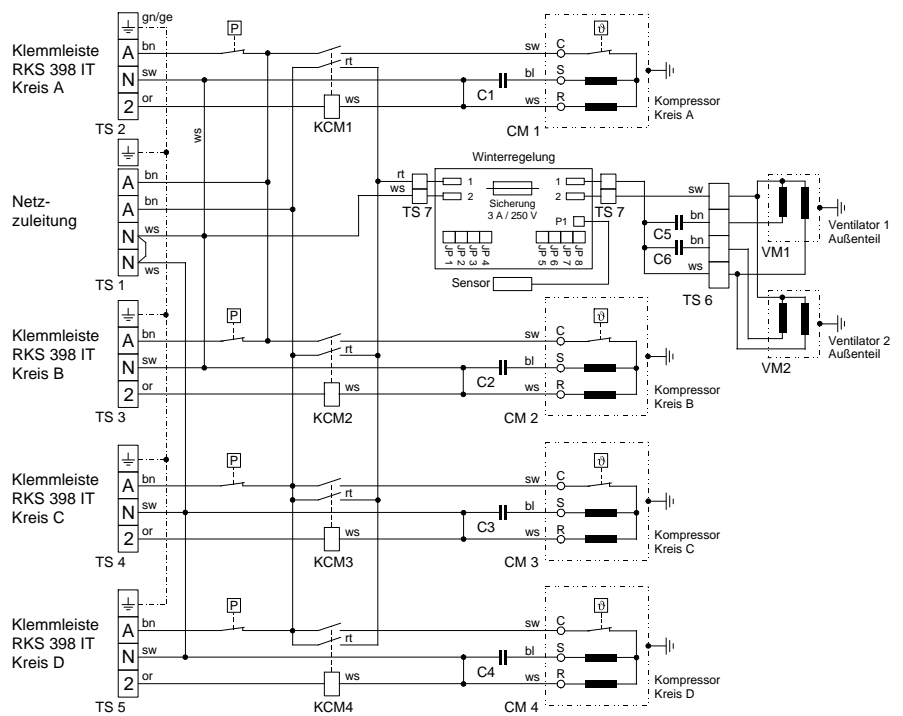 gn/ge
Klemmleiste
RKS 398 IT
Kreis A
A
N
2
TS 2
bn
sw
or
P
rt
ws
KCM1
ws
sw
bl
ws
C1
C
S
R
ϑ
CM 1
Kompressor
Kreis A
Netz-
zuleitung
A
A
N
N
TS 1
bn
bn
ws
ws
Winterregelung
rt
ws
TS 7
1
2
Sicherung
3 A / 250 V
1
2
P1
TS 7
JP 1
JP 2
JP 3
JP 4
JP 5
JP 6
JP 7
JP 8
Sensor
sw
bn
C5
bn
C6
ws
TS 6
VM1
Ventilator 1
Außenteil
VM2
Ventilator 2
Außenteil
Klemmleiste
RKS 398 IT
Kreis B
A
N
2
TS 3
bn
sw
or
P
rt
ws
KCM2
sw
bl
ws
C2
C
S
R
ϑ
CM 2
Kompressor
Kreis B
Klemmleiste
RKS 398 IT
Kreis C
A
N
2
TS 4
bn
sw
or
P
rt
ws
KCM3
sw
bl
ws
C3
C
S
R
ϑ
CM 3
Kompressor
Kreis C
Klemmleiste
RKS 398 IT
Kreis D
A
N
2
TS 5
bn
sw
or
P
rt
ws
KCM4
sw
bl
ws
C4
C
S
R
ϑ
CM 4
Kompressor
Kreis D